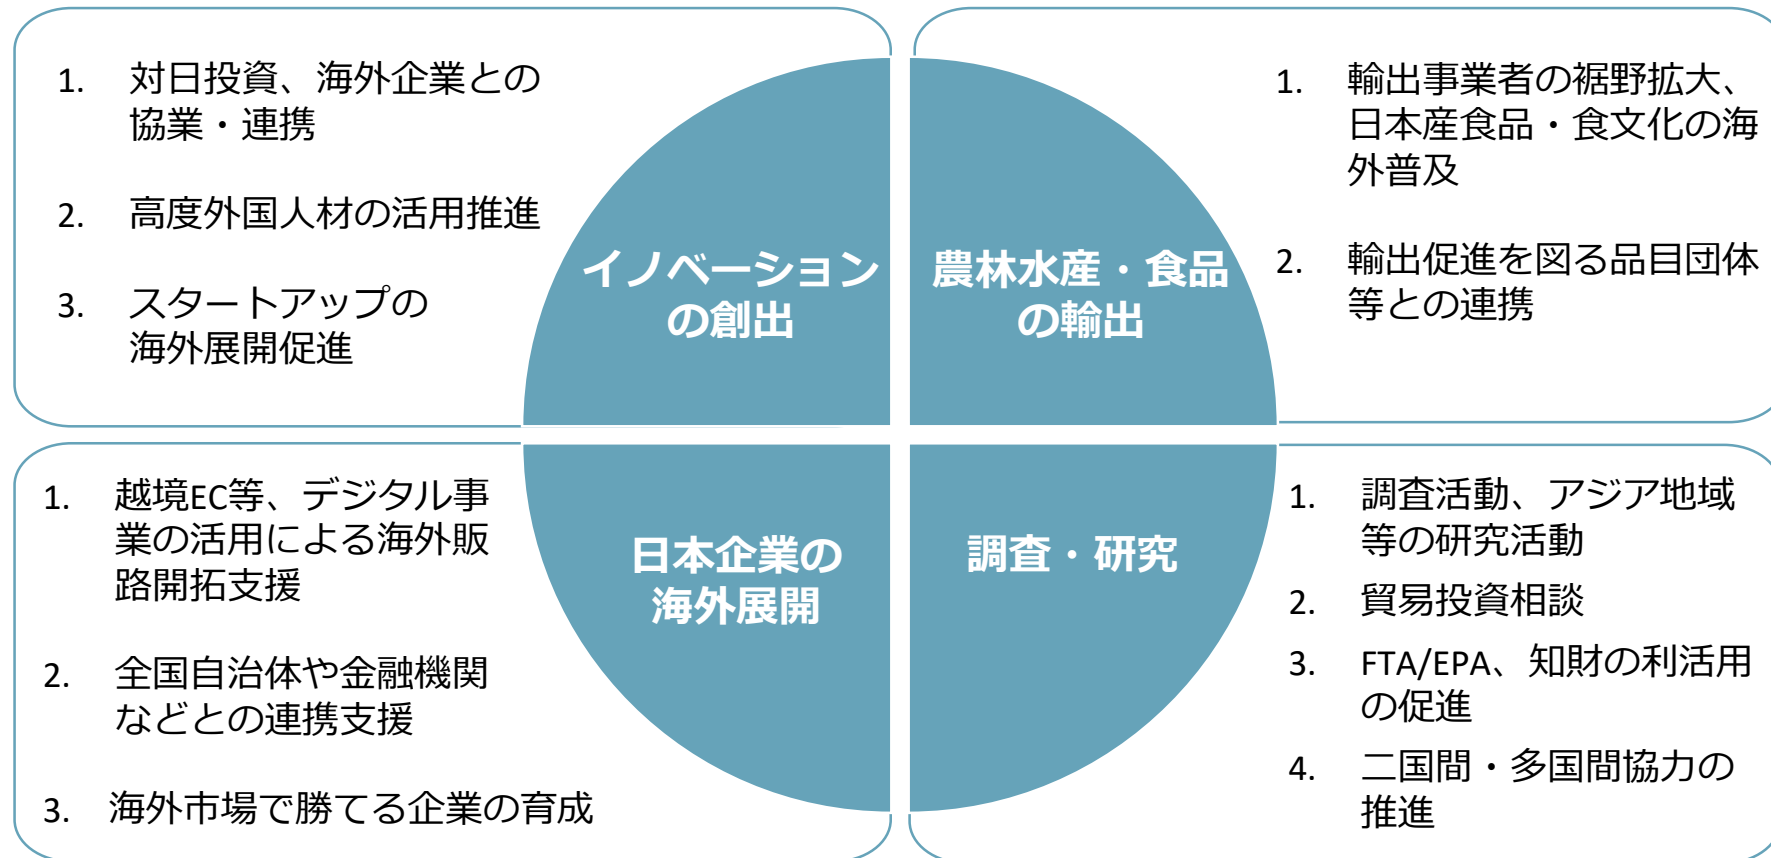 1. 対日投資、海外企業との
協業・連携
2. 高度外国人材の活用推進
3. スタートアップの
海外展開促進
イノベーション
の創出
農林水産・食品
の輸出
1. 輸出事業者の裾野拡大、
日本産食品・食文化の海
外普及
2. 輸出促進を図る品目団体
等との連携
1. 越境EC等、デジタル事
業の活用による海外販
路開拓支援
2. 全国自治体や金融機関
などとの連携支援
3. 海外市場で勝てる企業の育成
日本企業の
海外展開
調査・研究
1. 調査活動、アジア地域
等の研究活動
2. 貿易投資相談
3. FTA/EPA、知財の利活用
の促進
4. 二国間・多国間協力の
推進